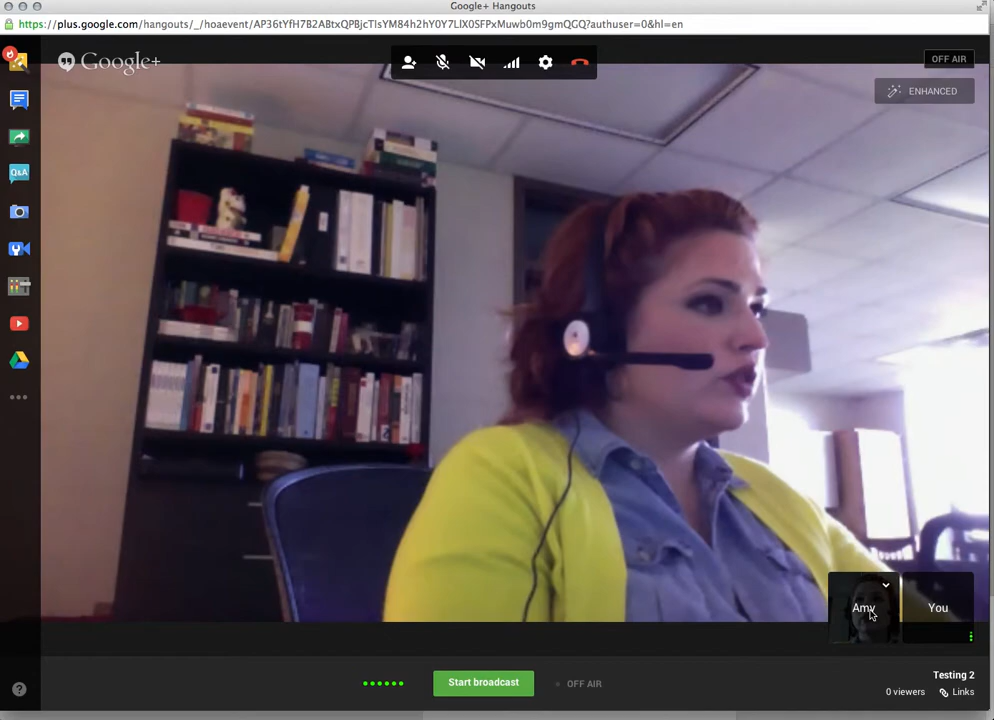 Google+ Hangouts
https://plus.google.com/hangouts/_/hoaevent/AP36tYfH7B2ABtxQPBjcTIsYM84h2hY0Y7LIX0SFPxMuwb0m9gmQGQ?authuser=0&hl=en
Google+
OFF AIR
ENHANCED
Q&A
Amy
You
Start broadcast
OFF AIR
Testing 2
0 viewers
Links
?